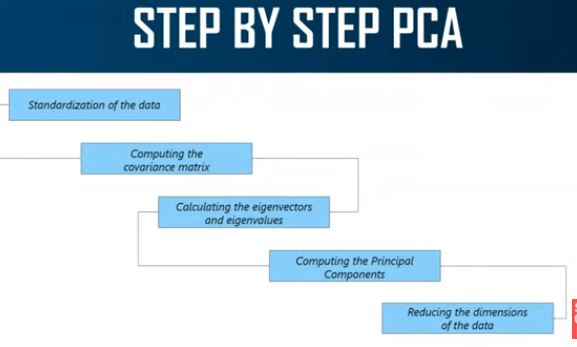 STEP BY STEP PCA
Standardization of the data
Computing the
covariance matrix
Calculating the eigenvectors
and eigenvalues
Computing the Principal
Components
Reducing the dimensions
of the data